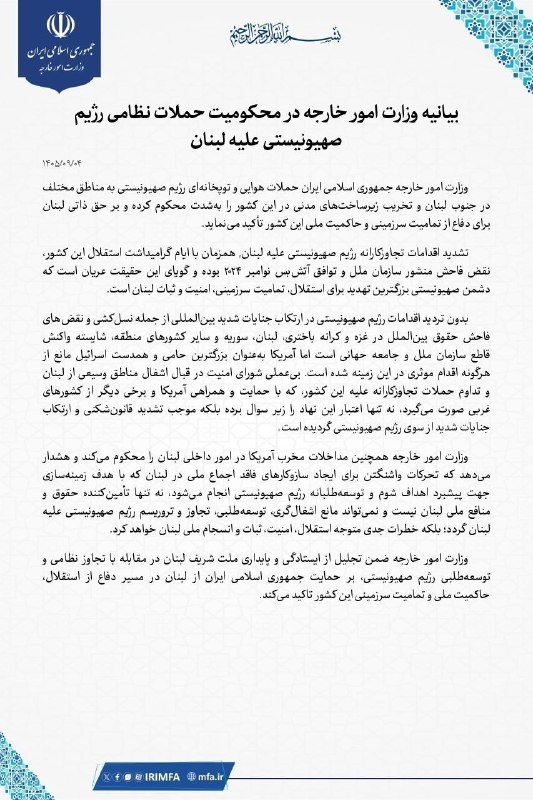 بسم الله الرحمن الرحیم
جمهوری اسلامی ایران
وزارت امور خارجه
بیانیه وزارت امور خارجه در محکومیت حملات نظامی رژیم
صهیونیستی علیه لبنان
۱۴۰۵/۰۹/۰۴
وزارت امور خارجه جمهوری اسلامی ایران حملات هوایی و توپخانه‌ای رژیم صهیونیستی به مناطق مختلف
در جنوب لبنان و تخریب زیرساخت‌های مدنی در این کشور را به‌شدت محکوم کرده و بر حق ذاتی لبنان
برای دفاع از تمامیت سرزمینی و حاکمیت ملی این کشور تأکید می‌نماید.
تشدید اقدامات تجاوزکارانه رژیم صهیونیستی علیه لبنان، همزمان با ایام گرامیداشت استقلال این کشور،
نقض فاحش منشور سازمان ملل و توافق آتش‌بس نوامبر ۲۰۲۴ بوده و گویای این حقیقت عریان است که
دشمن صهیونیستی بزرگترین تهدید برای استقلال، تمامیت سرزمینی، امنیت و ثبات لبنان است.
بدون تردید اقدامات رژیم صهیونیستی در ارتکاب جنایات شدید بین‌المللی از جمله نسل‌کشی و نقض‌های
فاحش حقوق بین‌الملل در غزه و کرانه باختری، لبنان، سوریه و سایر کشورهای منطقه، شایسته واکنش
قاطع سازمان ملل و جامعه جهانی است اما آمریکا به‌عنوان بزرگترین حامی و همدست اسرائیل مانع از
هرگونه اقدام موثری در این زمینه شده است. بی‌عملی شورای امنیت در قبال اشغال مناطق وسیعی از لبنان
و تداوم حملات تجاوزکارانه علیه این کشور، که با حمایت و همراهی آمریکا و برخی دیگر از کشورهای
غربی صورت می‌گیرد، نه تنها اعتبار این نهاد را زیر سوال برده بلکه موجب تشدید قانون‌شکنی و ارتکاب
جنایات شدید از سوی رژیم صهیونیستی گردیده است.
وزارت امور خارجه همچنین مداخلات مخرب آمریکا در امور داخلی لبنان را محکوم می‌کند و هشدار
می‌دهد که تحرکات واشنگتن برای ایجاد سازوکارهای فاقد اجماع ملی در لبنان که با هدف زمینه‌سازی
جهت پیشبرد اهداف شوم و توسعه‌طلبانه رژیم صهیونیستی انجام می‌شود، نه تنها تأمین‌کننده حقوق و
منافع ملی لبنان نیست و نمی‌تواند مانع اشغال‌گری، توسعه‌طلبی، تجاوز و تروریسم رژیم صهیونیستی علیه
لبنان گردد؛ بلکه خطرات جدی متوجه استقلال، امنیت، ثبات و انسجام ملی لبنان خواهد کرد.
وزارت امور خارجه ضمن تجلیل از ایستادگی و پایداری ملت شریف لبنان در مقابله با تجاوز نظامی و
توسعه‌طلبی رژیم صهیونیستی، بر حمایت جمهوری اسلامی ایران از لبنان در مسیر دفاع از استقلال،
حاکمیت ملی و تمامیت سرزمینی این کشور تاکید می‌کند.
IRIMFA mfa.ir